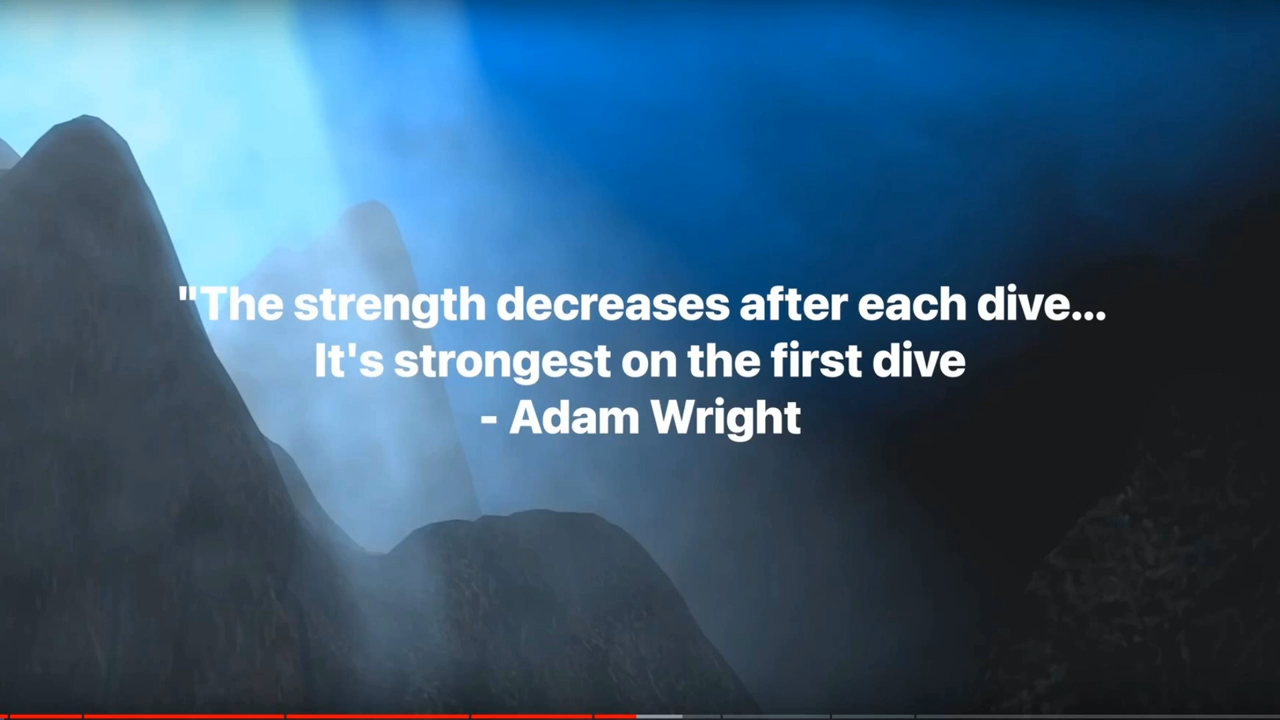 "The strength decreases after each dive...
It's strongest on the first dive
- Adam Wright